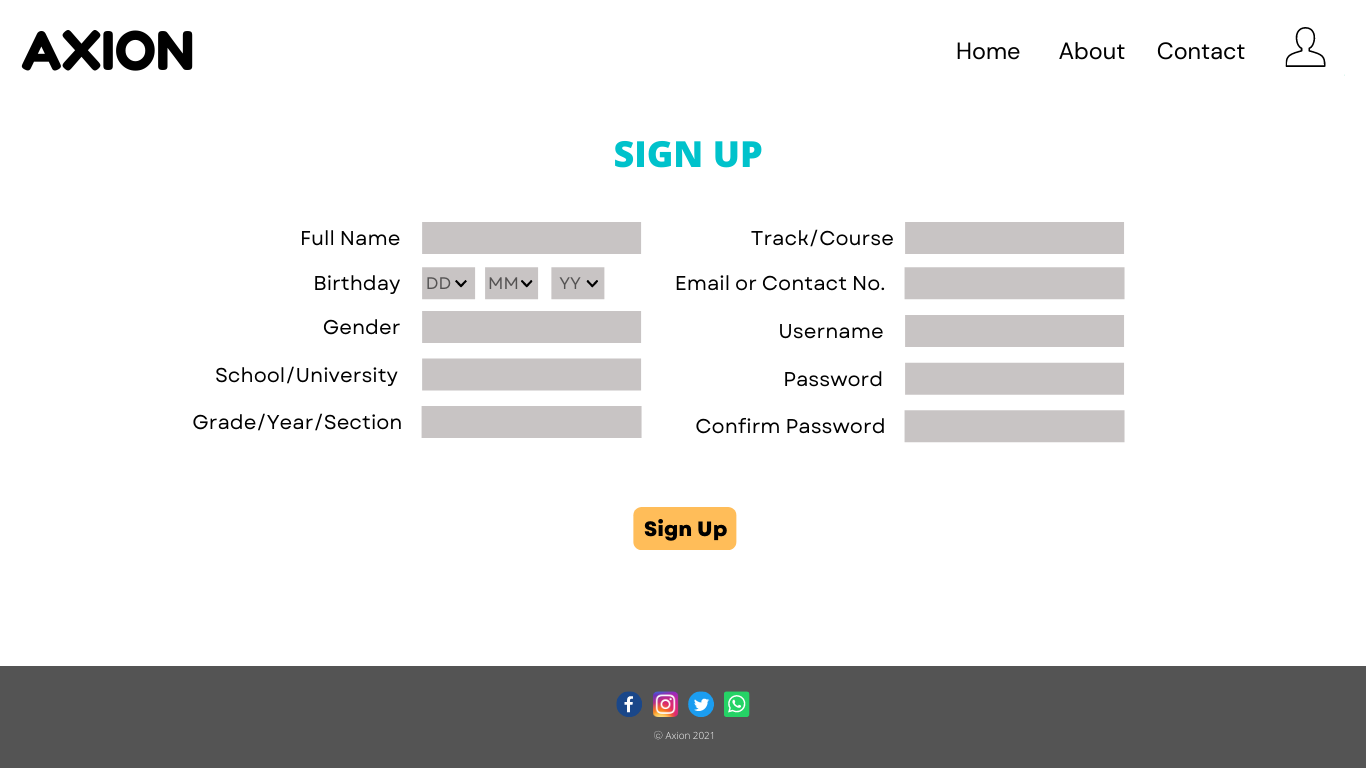 AXION
Home About Contact
SIGN UP
Full Name
Birthday DD MM YY
Gender
School/University
Grade/Year/Section
Track/Course
Email or Contact No.
Username
Password
Confirm Password
Sign Up
© Axion 2021